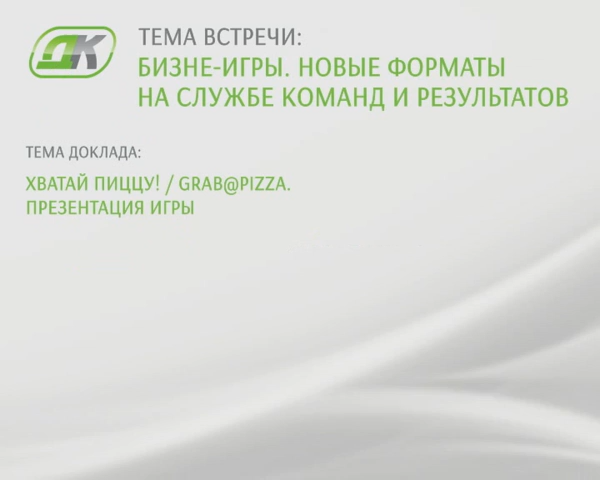 ДК
ТЕМА ВСТРЕЧИ:
БИЗНЕ-ИГРЫ. НОВЫЕ ФОРМАТЫ
НА СЛУЖБЕ КОМАНД И РЕЗУЛЬТАТОВ
ТЕМА ДОКЛАДА:
ХВАТАЙ ПИЦЦУ! / GRAB@PIZZA.
ПРЕЗЕНТАЦИЯ ИГРЫ